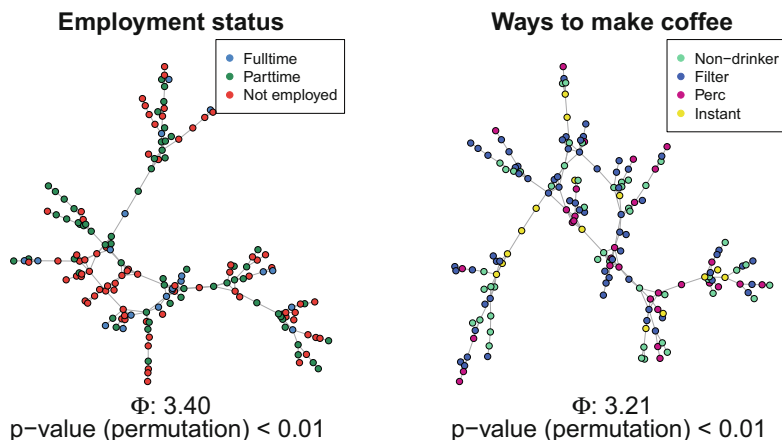 Employment status
Fulltime
Parttime
Not employed
Φ: 3.40
p−value (permutation) < 0.01
Ways to make coffee
Non−drinker
Filter
Perc
Instant
Φ: 3.21
p−value (permutation) < 0.01